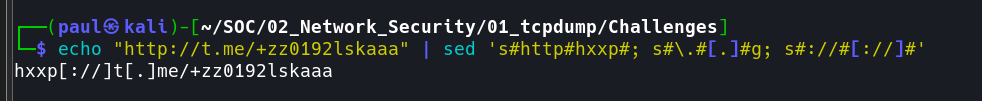 ┌──(paul㉿kali)-[~/SOC/02_Network_Security/01_tcpdump/Challenges]
└─$ echo "http://t.me/+zz0192lskaaa" | sed 's#http#hxxp#; s#\.#[.]#g; s#://#[://]#'
hxxp[://]t[.]me/+zz0192lskaaa